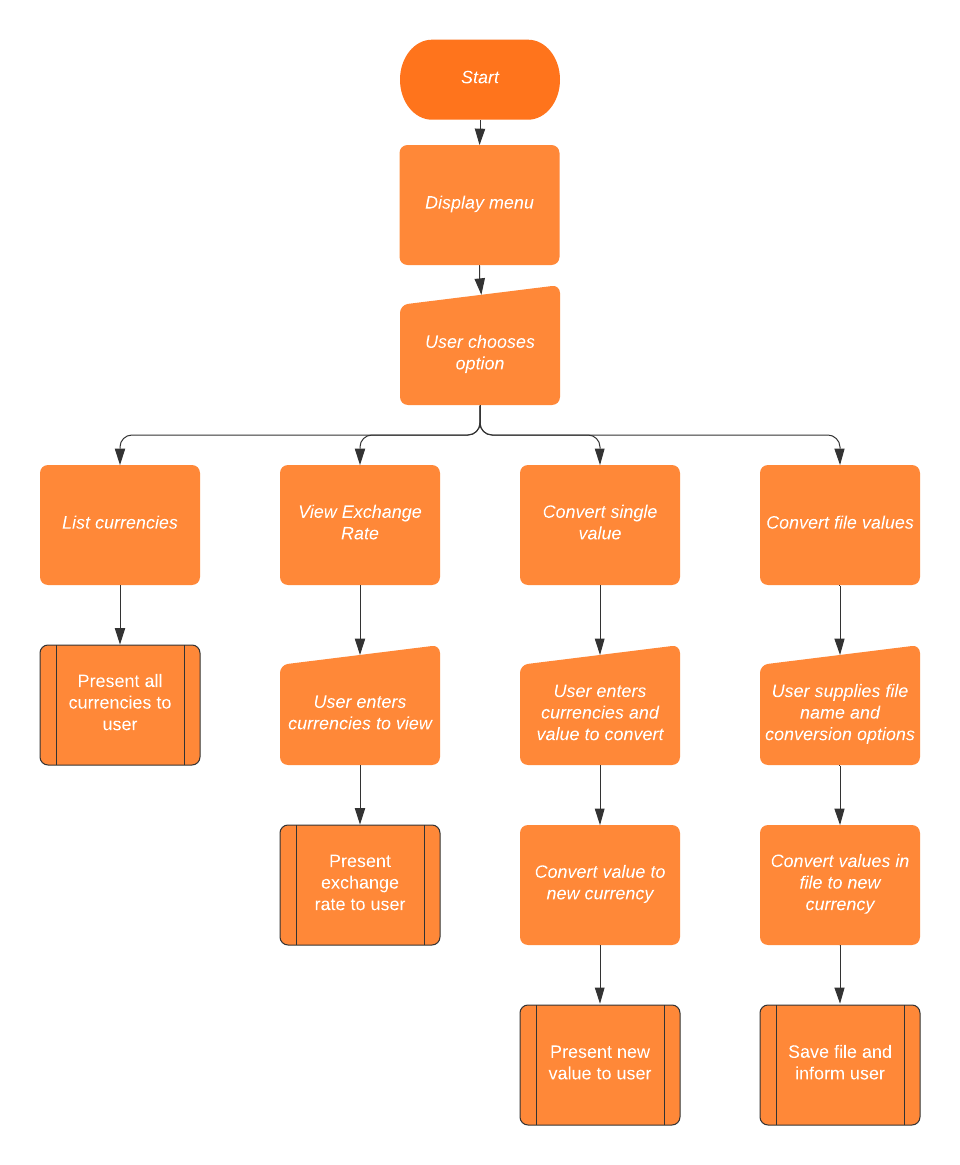 Start
Display menu
User chooses
option
List currencies
View Exchange
Rate
Convert single
value
Convert file values
Present all
currencies to
user
User enters
currencies to view
User enters
currencies and
value to convert
User supplies file
name and
conversion options
Present
exchange
rate to user
Convert value to
new currency
Convert values in
file to new
currency
Present new
value to user
Save file and
inform user